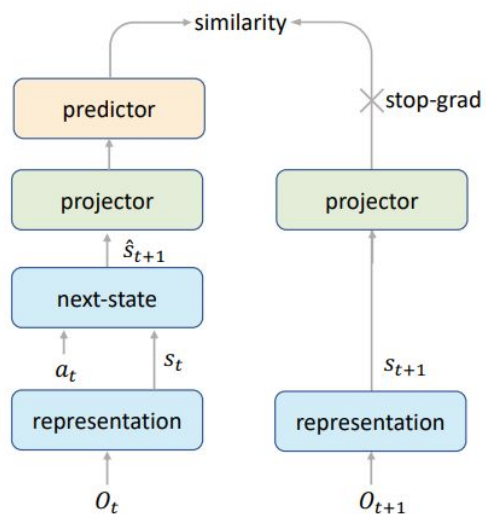 similarity
stop-grad
predictor
projector
projector
ŝ_{t+1}
next-state
a_t
s_t
s_{t+1}
representation
representation
O_t
O_{t+1}